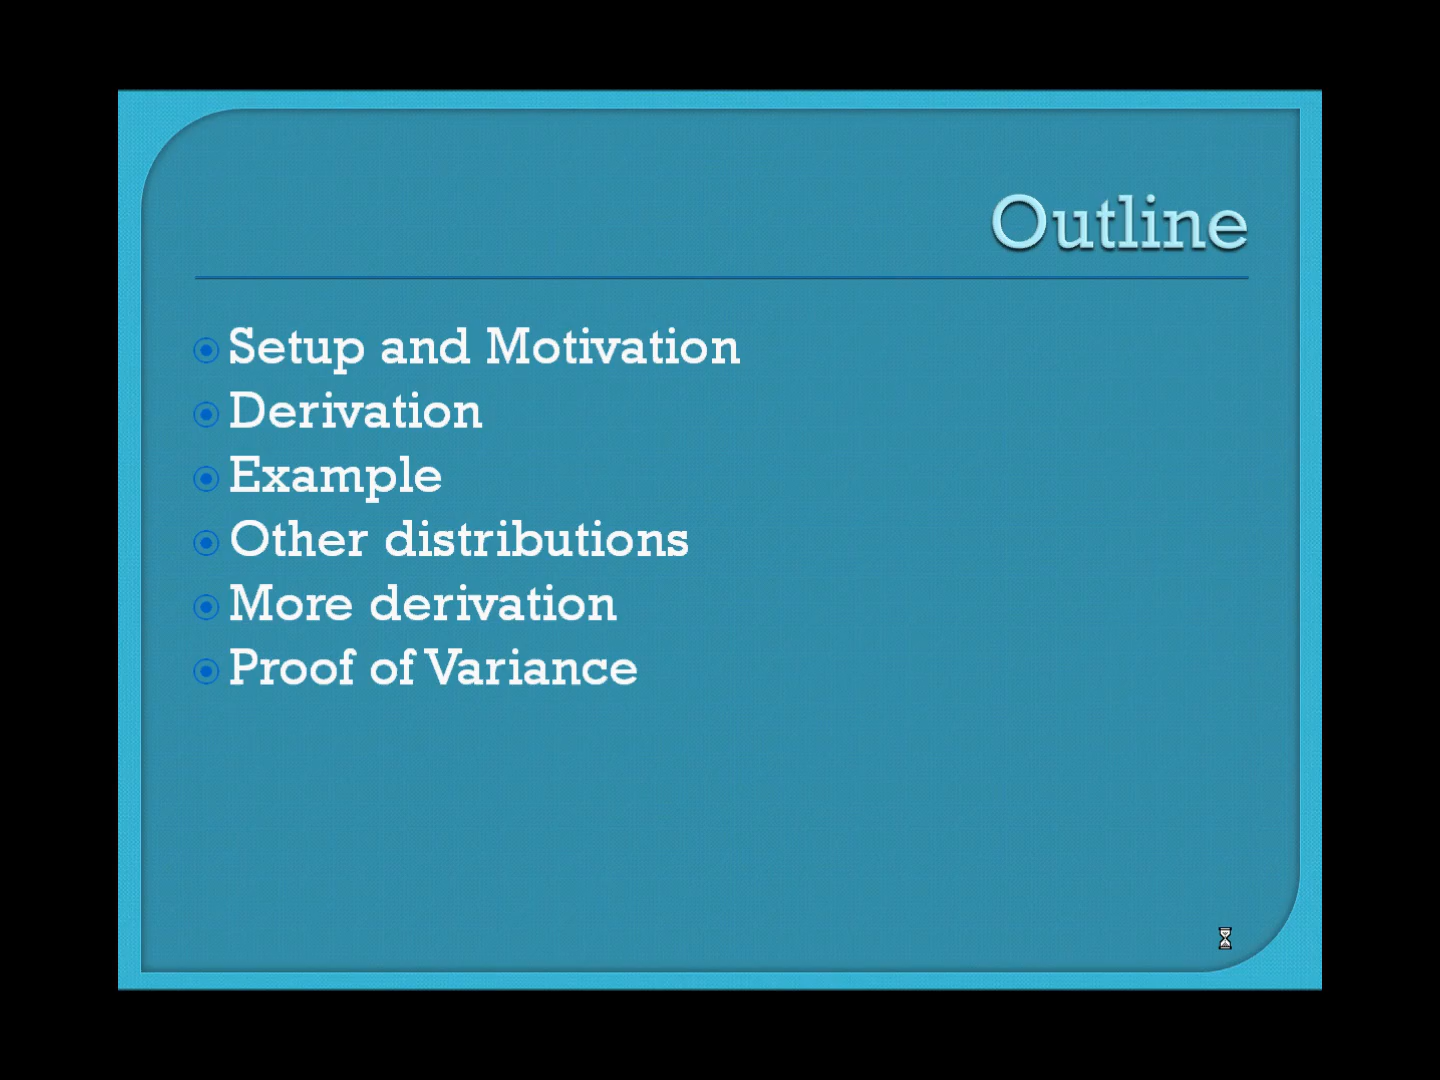 Outline
Setup and Motivation
Derivation
Example
Other distributions
More derivation
Proof of Variance